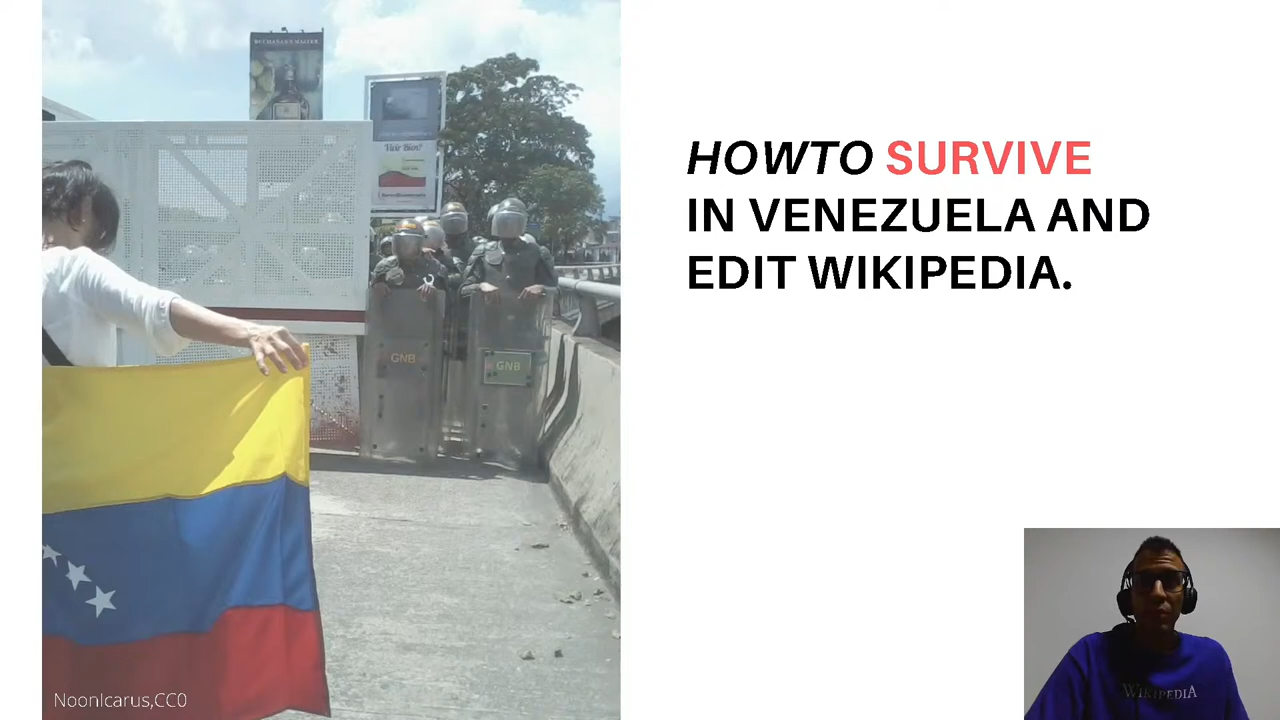 BUCHANAN'S MASTER
GNB
GNB
NoonIcarus,CC0
HOWTO SURVIVE
IN VENEZUELA AND
EDIT WIKIPEDIA.
WIKIPEDIA